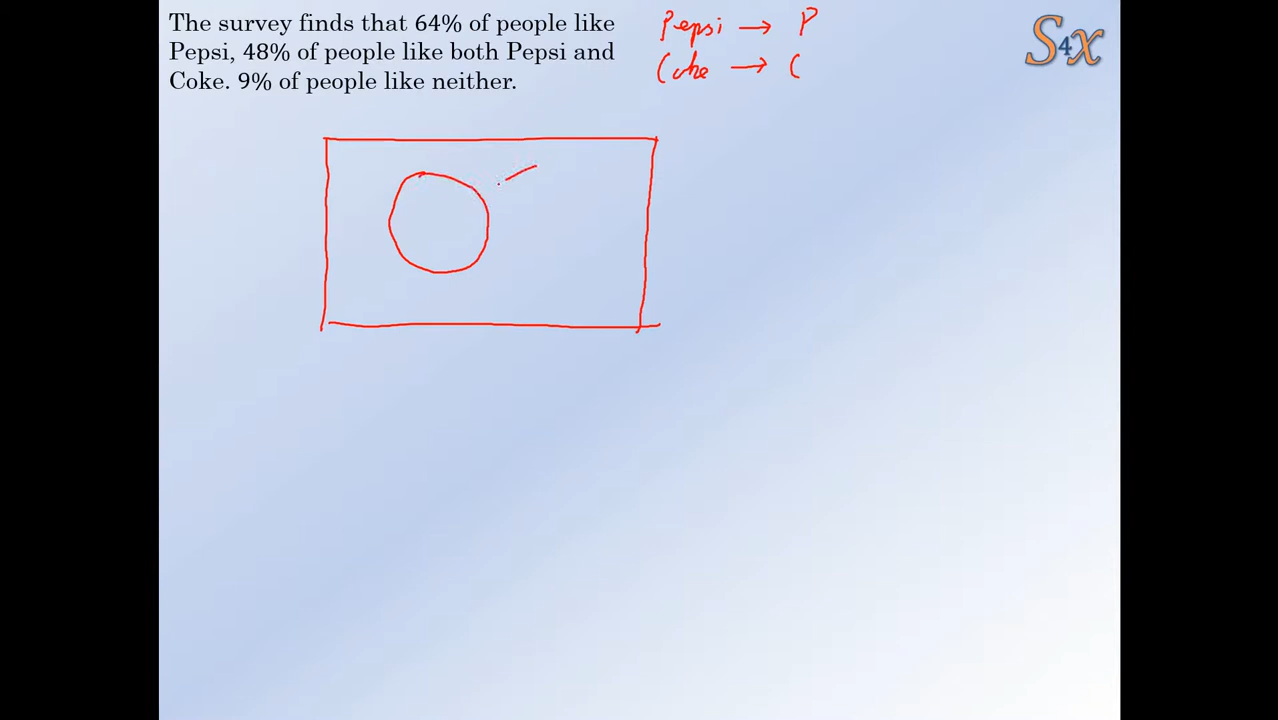 The survey finds that 64% of people like
Pepsi, 48% of people like both Pepsi and
Coke. 9% of people like neither.
Pepsi → P
Coke → C
S4x